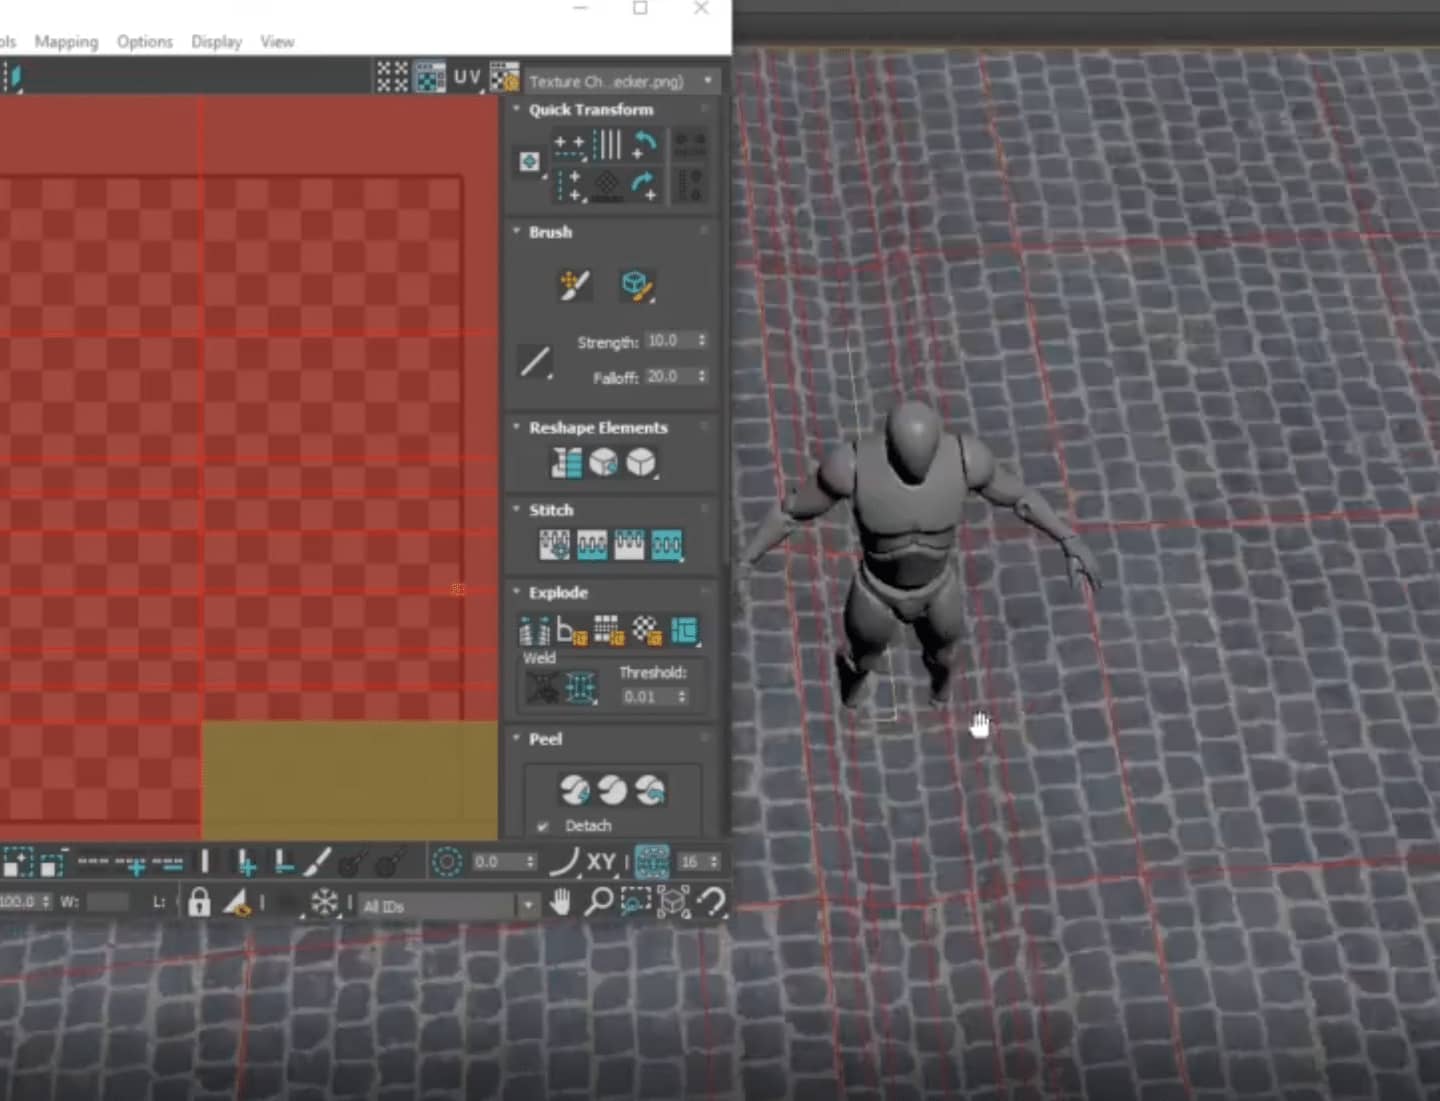 ols Mapping Options Display View
UV Texture Ch...ecker.png)
Quick Transform
Brush
Strength: 10.0
Falloff: 20.0
Reshape Elements
Stitch
Explode
Weld
Threshold:
0.01
Peel
Detach
0.0 XY 16
100.0 W: L: All IDs